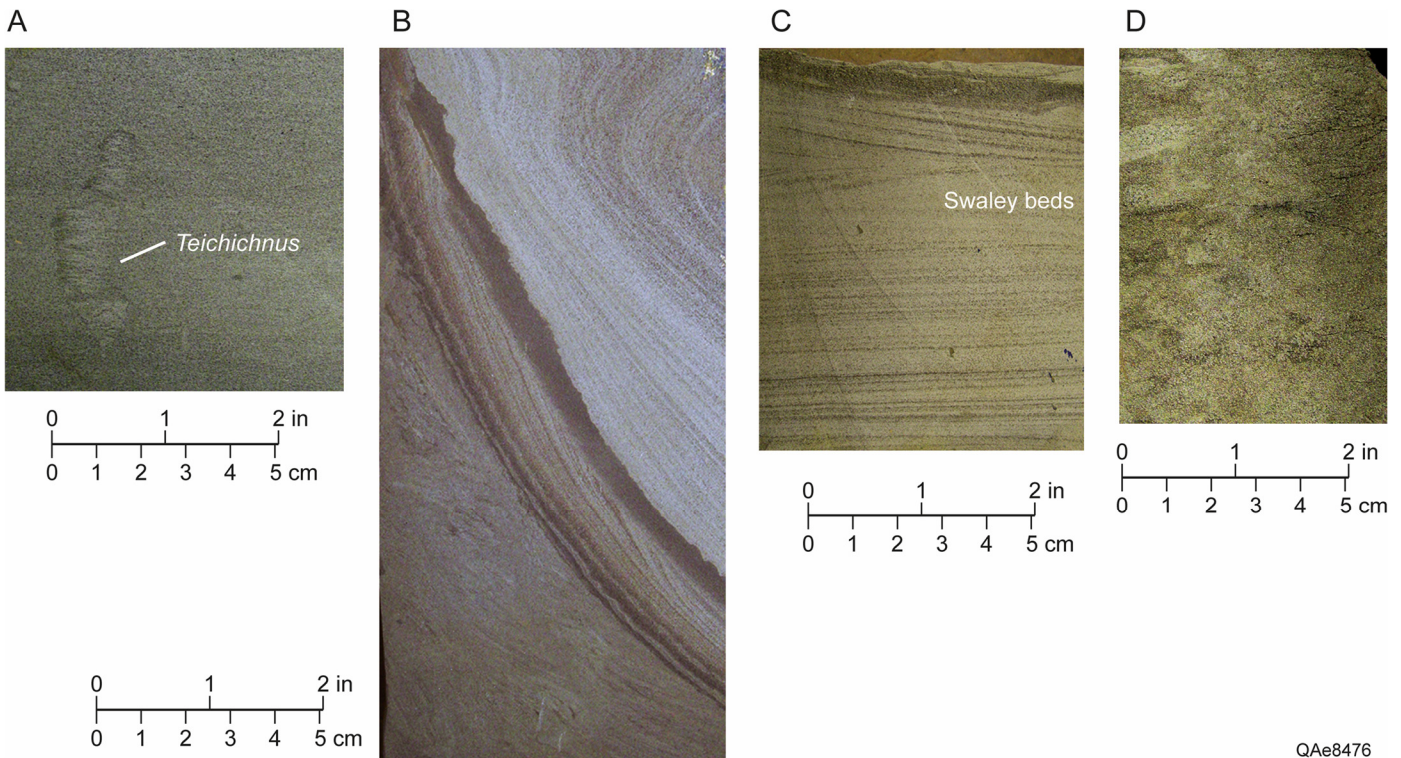 A
B
C
D
Teichichnus
Swaley beds
0 1 2 in
0 1 2 3 4 5 cm
0 1 2 in
0 1 2 3 4 5 cm
0 1 2 in
0 1 2 3 4 5 cm
0 1 2 in
0 1 2 3 4 5 cm
QAe8476